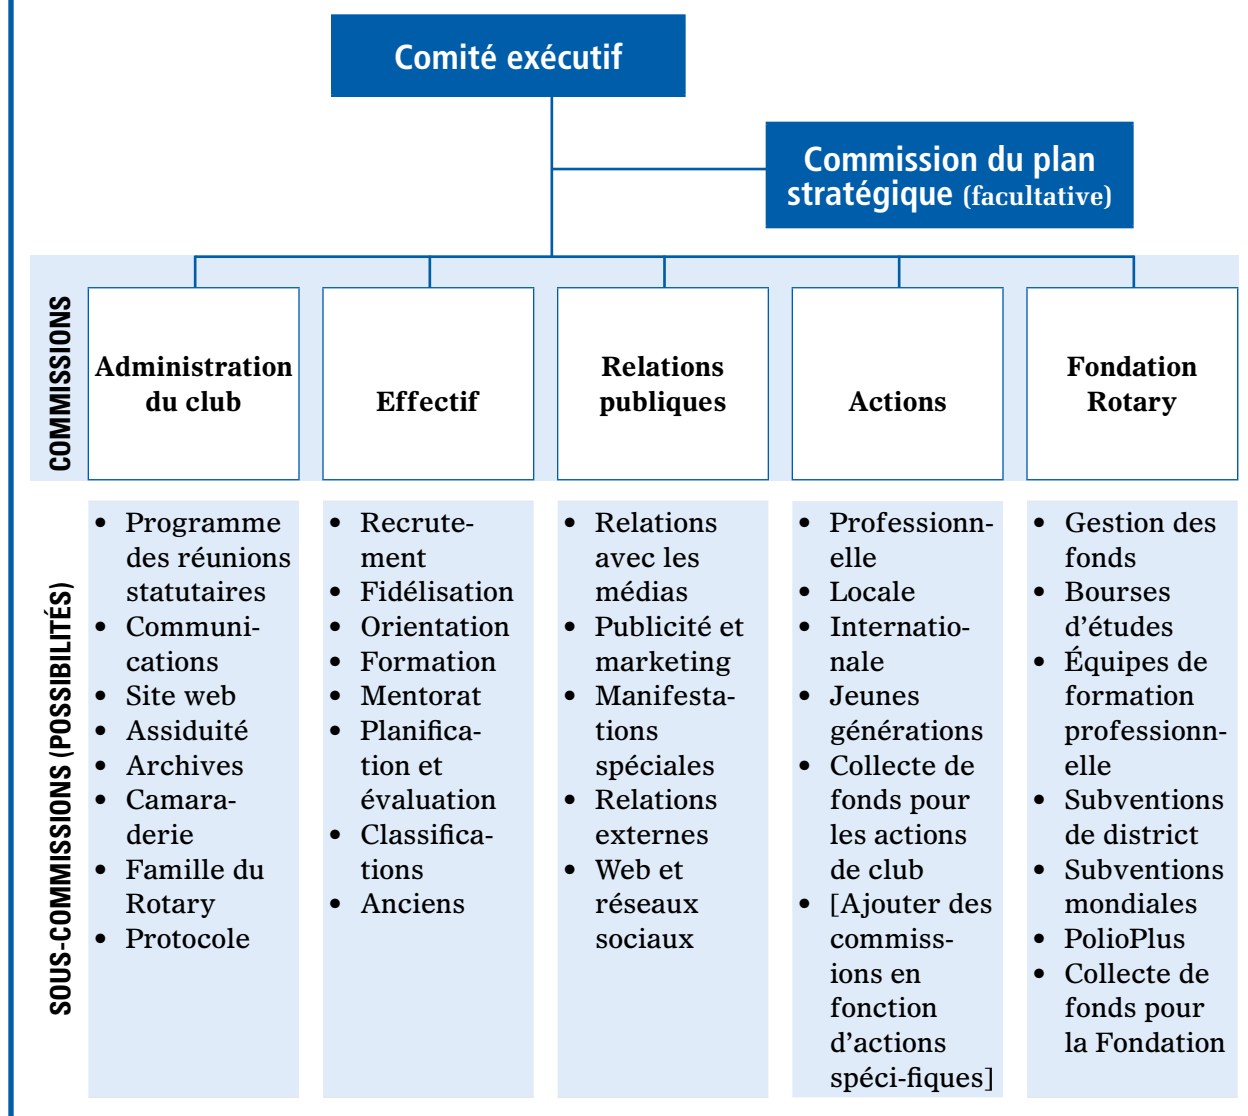 Comité exécutif
Commission du plan
stratégique (facultative)
COMMISSIONS
Administration
du club
Effectif
Relations
publiques
Actions
Fondation
Rotary
SOUS-COMMISSIONS (POSSIBILITÉS)
• Programme
des réunions
statutaires
• Communi-
cations
• Site web
• Assiduité
• Archives
• Camara-
derie
• Famille du
Rotary
• Protocole
• Recrute-
ment
• Fidélisation
• Orientation
• Formation
• Mentorat
• Planifica-
tion et
évaluation
• Classifica-
tions
• Anciens
• Relations
avec les
médias
• Publicité et
marketing
• Manifesta-
tions
spéciales
• Relations
externes
• Web et
réseaux
sociaux
• Professionn-
elle
• Locale
• Internatio-
nale
• Jeunes
générations
• Collecte de
fonds pour
les actions
de club
• [Ajouter des
commiss-
ions en
fonction
d’actions
spéci-fiques]
• Gestion des
fonds
• Bourses
d’études
• Équipes de
formation
professionn-
elle
• Subventions
de district
• Subventions
mondiales
• PolioPlus
• Collecte de
fonds pour
la Fondation